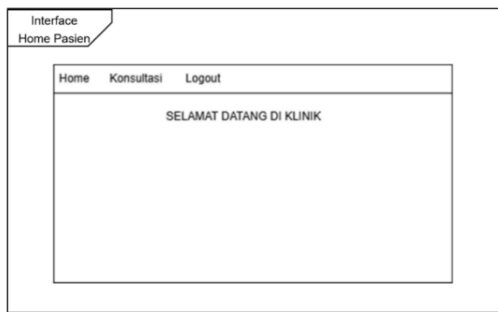 Interface
Home Pasien
Home Konsultasi Logout
SELAMAT DATANG DI KLINIK